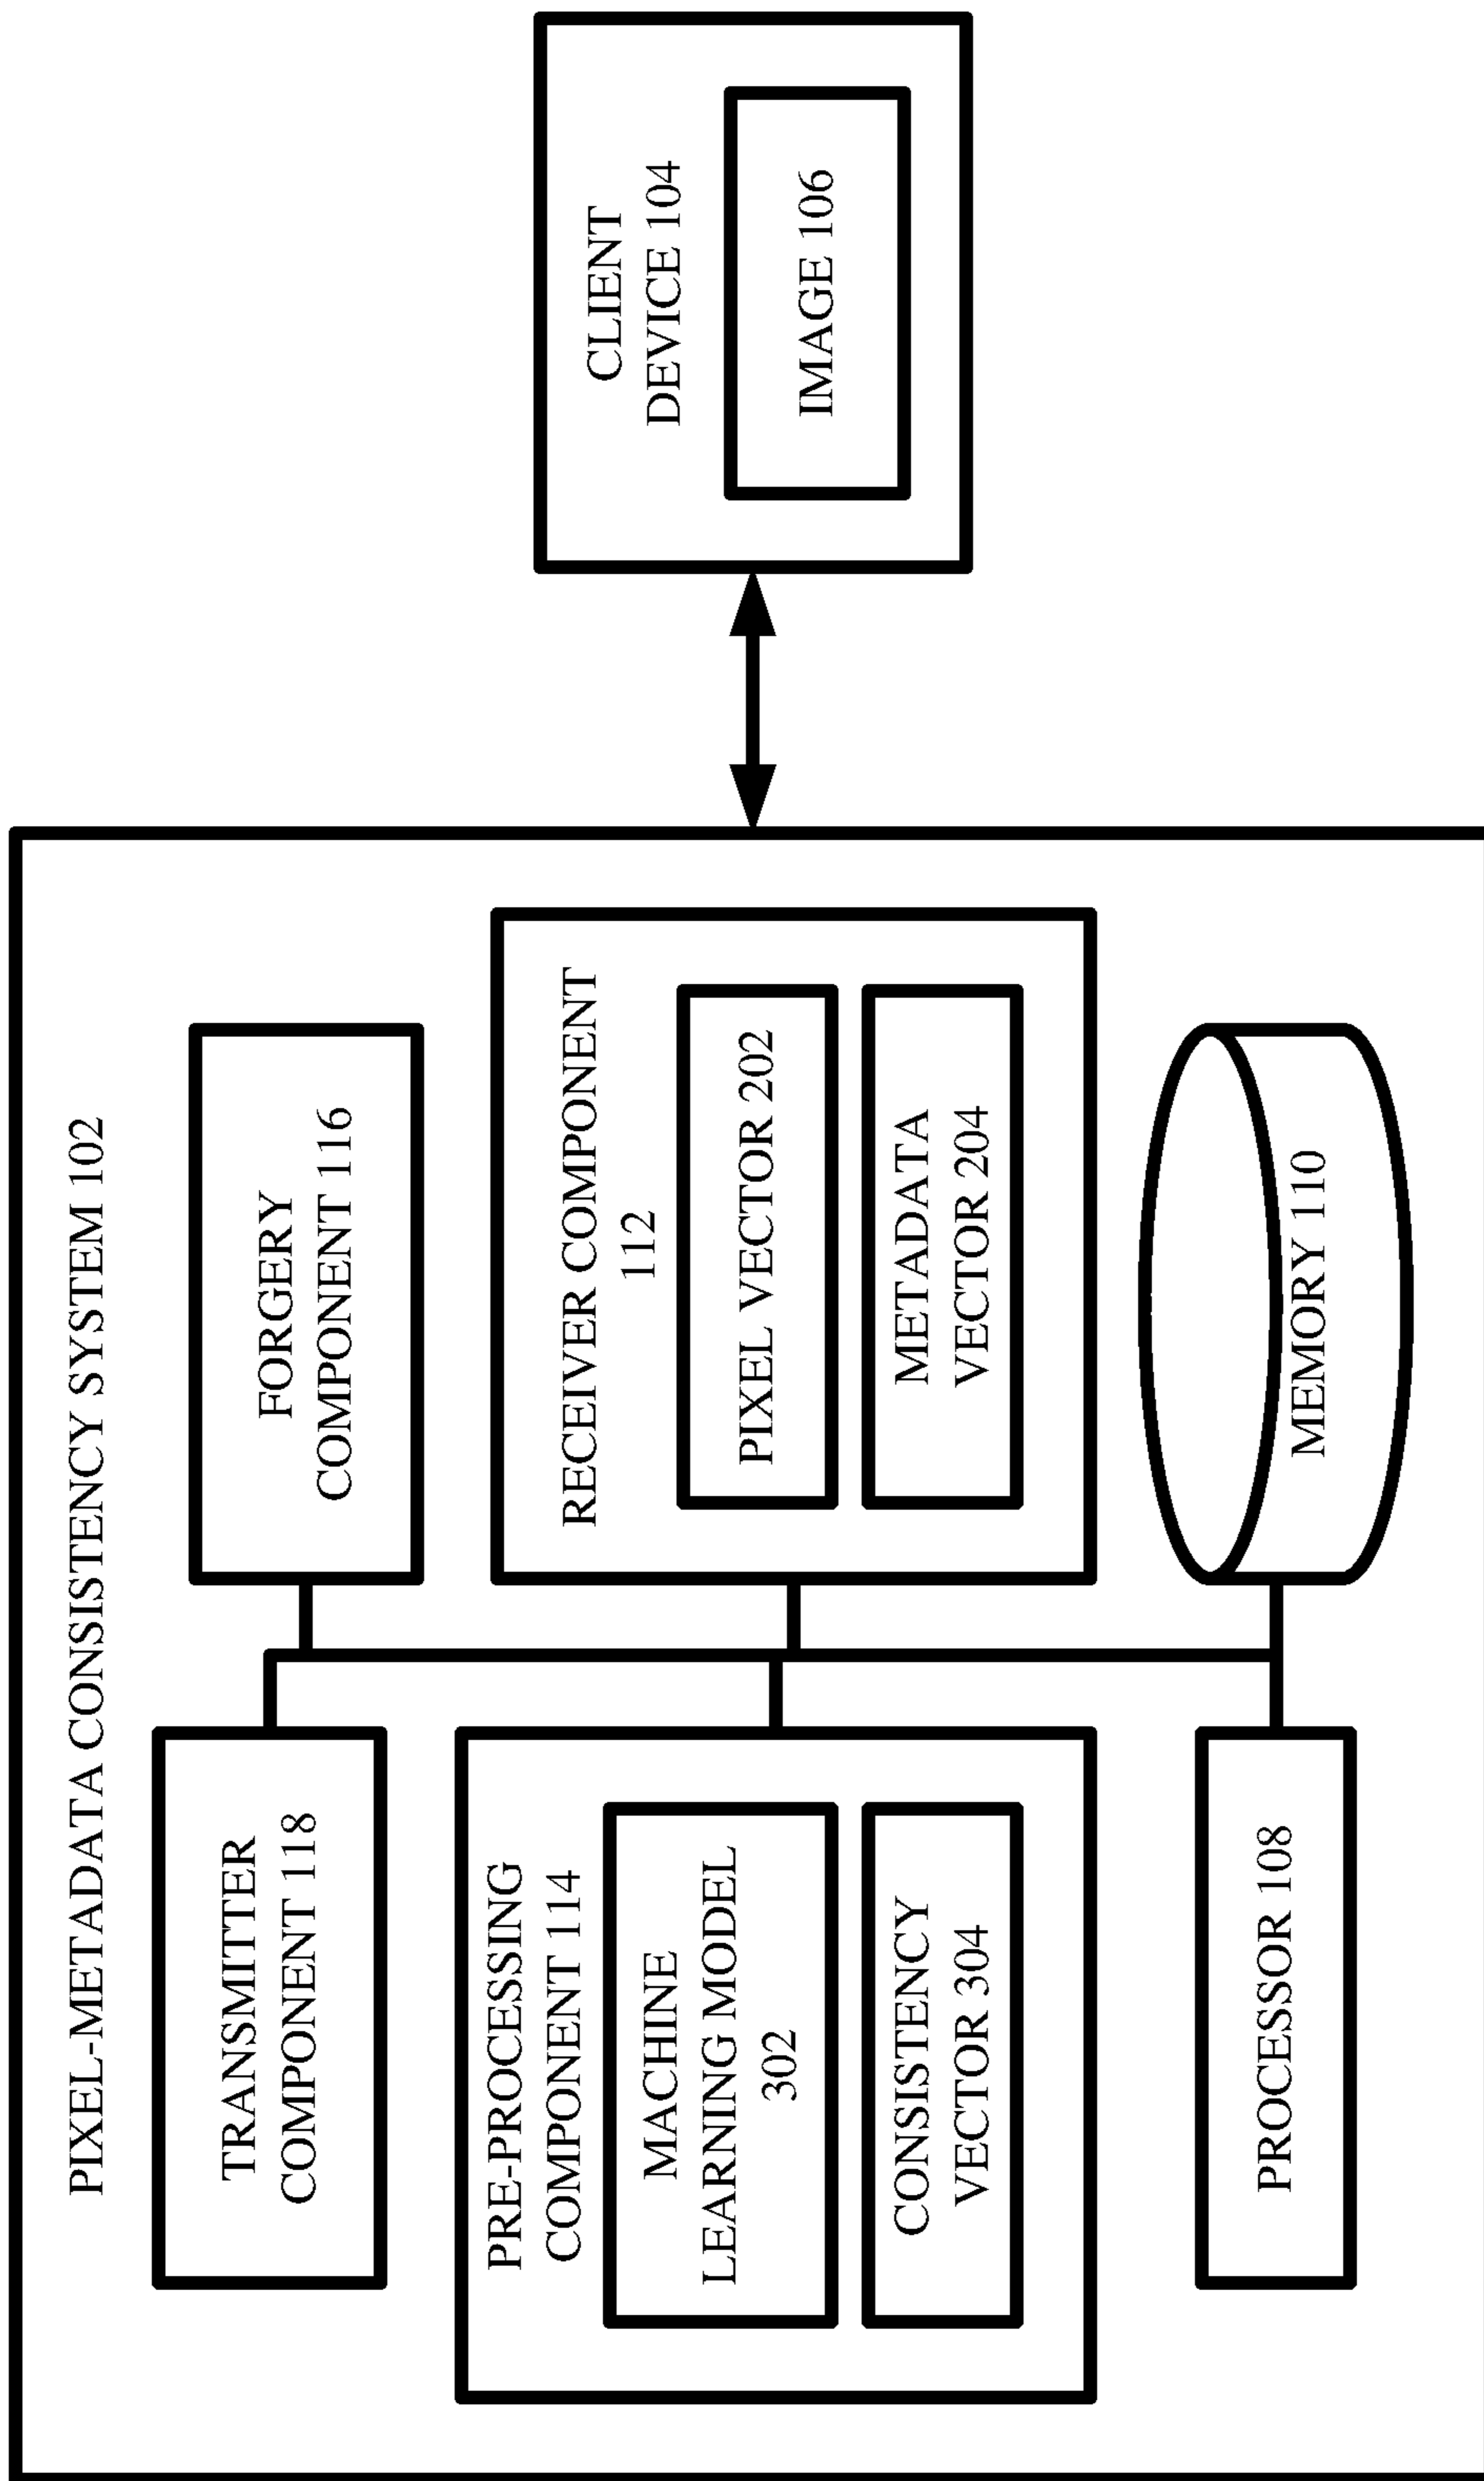 PIXEL-METADATA CONSISTENCY SYSTEM 102
TRANSMITTER
COMPONENT 118
FORGERY
COMPONENT 116
PRE-PROCESSING
COMPONENT 114
MACHINE
LEARNING MODEL
302
CONSISTENCY
VECTOR 304
RECEIVER COMPONENT
112
PIXEL VECTOR 202
METADATA
VECTOR 204
PROCESSOR 108
MEMORY 110
CLIENT
DEVICE 104
IMAGE 106